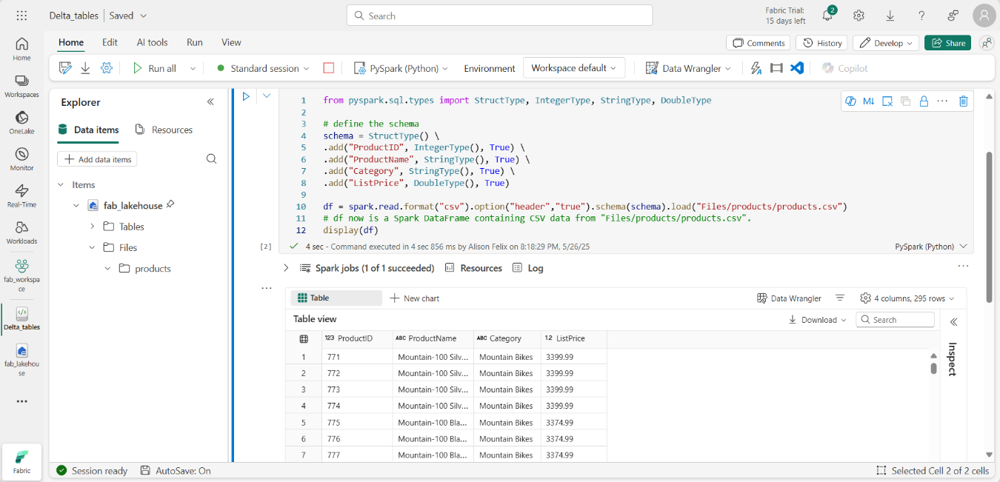 Delta_tables Saved
Search
Fabric Trial:
15 days left
2
?
Home
Workspaces
OneLake
Monitor
Real-Time
Workloads
fab_workspa
ce
Delta_tables
fab_lakehou
se
Fabric
Home Edit AI tools Run View
Comments History Develop Share
Run all Standard session PySpark (Python) Environment Workspace default Data Wrangler Copilot
Explorer
Data items Resources
Add data items
Items
fab_lakehouse
Tables
Files
products
M↓
1 from pyspark.sql.types import StructType, IntegerType, StringType, DoubleType
2
3 # define the schema
4 schema = StructType() \
5 .add("ProductID", IntegerType(), True) \
6 .add("ProductName", StringType(), True) \
7 .add("Category", StringType(), True) \
8 .add("ListPrice", DoubleType(), True)
9
10 df = spark.read.format("csv").option("header","true").schema(schema).load("Files/products/products.csv")
11 # df now is a Spark DataFrame containing CSV data from "Files/products/products.csv".
12 display(df)
[2] 4 sec - Command executed in 4 sec 856 ms by Alison Felix on 8:18:29 PM, 5/26/25 PySpark (Python)
Spark jobs (1 of 1 succeeded) Resources Log
Table New chart Data Wrangler 4 columns, 295 rows
Table view Download Search
Inspect
123 ProductID ABC ProductName ABC Category 1.2 ListPrice
1 771 Mountain-100 Silv... Mountain Bikes 3399.99
2 772 Mountain-100 Silv... Mountain Bikes 3399.99
3 773 Mountain-100 Silv... Mountain Bikes 3399.99
4 774 Mountain-100 Silv... Mountain Bikes 3399.99
5 775 Mountain-100 Bla... Mountain Bikes 3374.99
6 776 Mountain-100 Bla... Mountain Bikes 3374.99
7 777 Mountain-100 Bla... Mountain Bikes 3374.99
Session ready AutoSave: On Selected Cell 2 of 2 cells